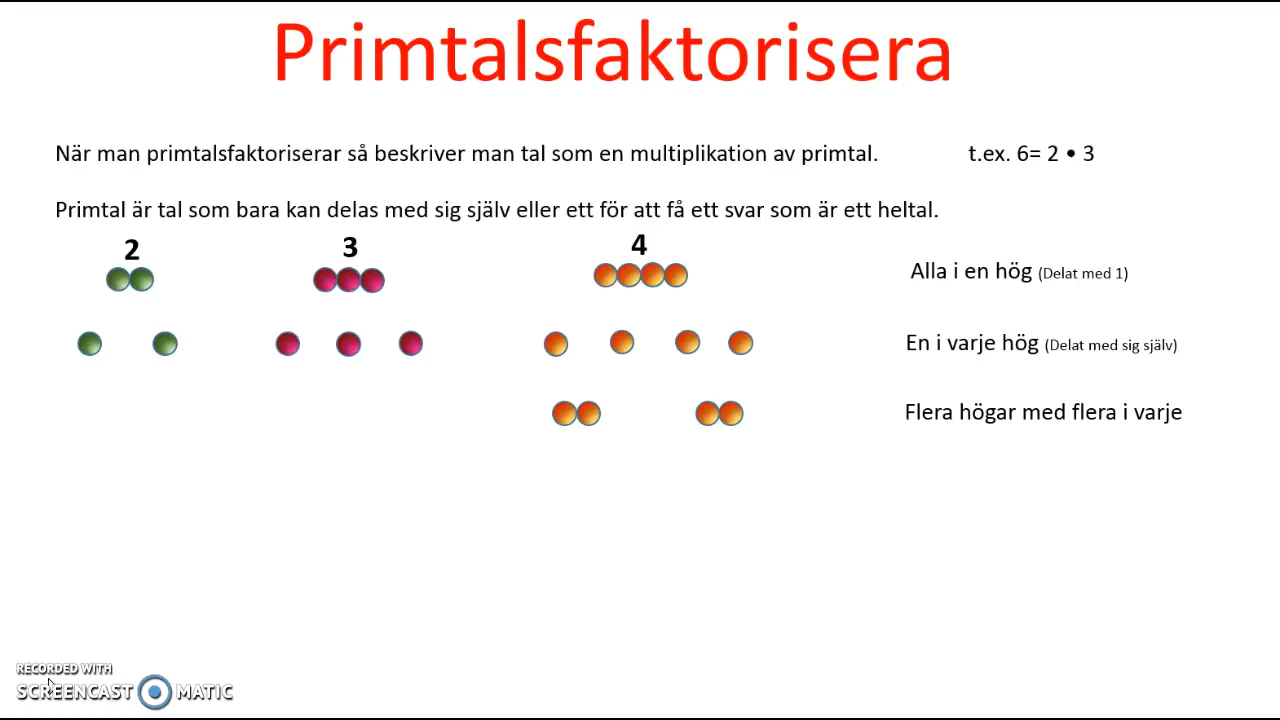 Primtalsfaktorisera
När man primtalsfaktoriserar så beskriver man tal som en multiplikation av primtal. t.ex. 6= 2 • 3
Primtal är tal som bara kan delas med sig själv eller ett för att få ett svar som är ett heltal.
2 3 4
Alla i en hög (Delat med 1)
En i varje hög (Delat med sig själv)
Flera högar med flera i varje
RECORDED WITH
SCREENCAST MATIC